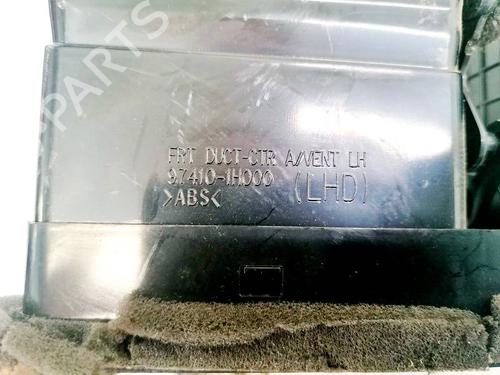 FRT DUCT-CTR A/VENT LH
97410-1H000 (LHD)
>ABS<